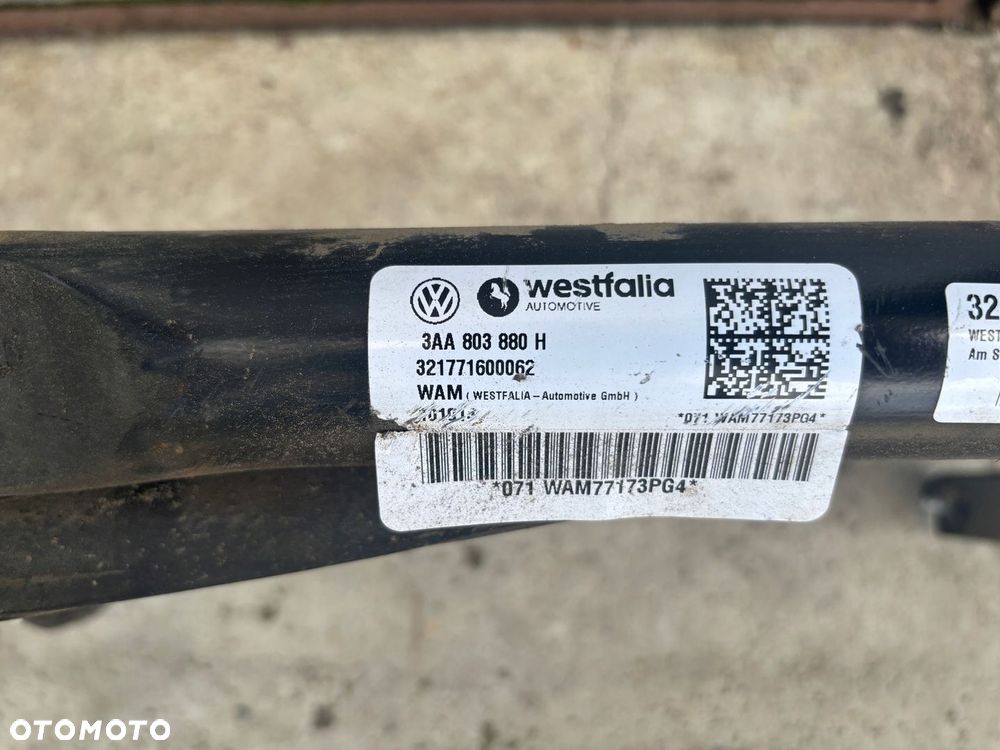 westfalia
AUTOMOTIVE
3AA 803 880 H
321771600062
WAM ( WESTFALIA - Automotive GmbH )
*071 WAM77173PG4*
*071 WAM77173PG4*
32
WEST
Am S
OTOMOTO